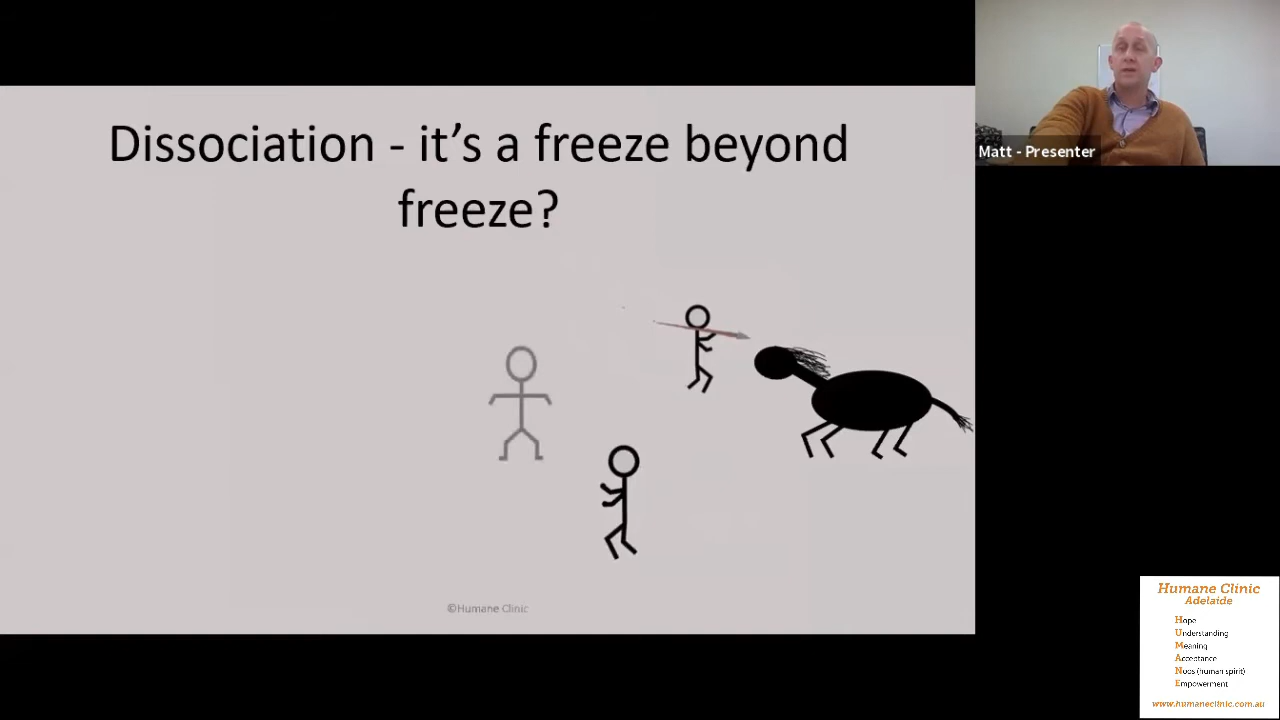 Dissociation - it’s a freeze beyond
freeze?
Matt - Presenter
©Humane Clinic
Humane Clinic
Adelaide
Hope
Understanding
Meaning
Acceptance
Noos (human spirit)
Empowerment
www.humaneclinic.com.au